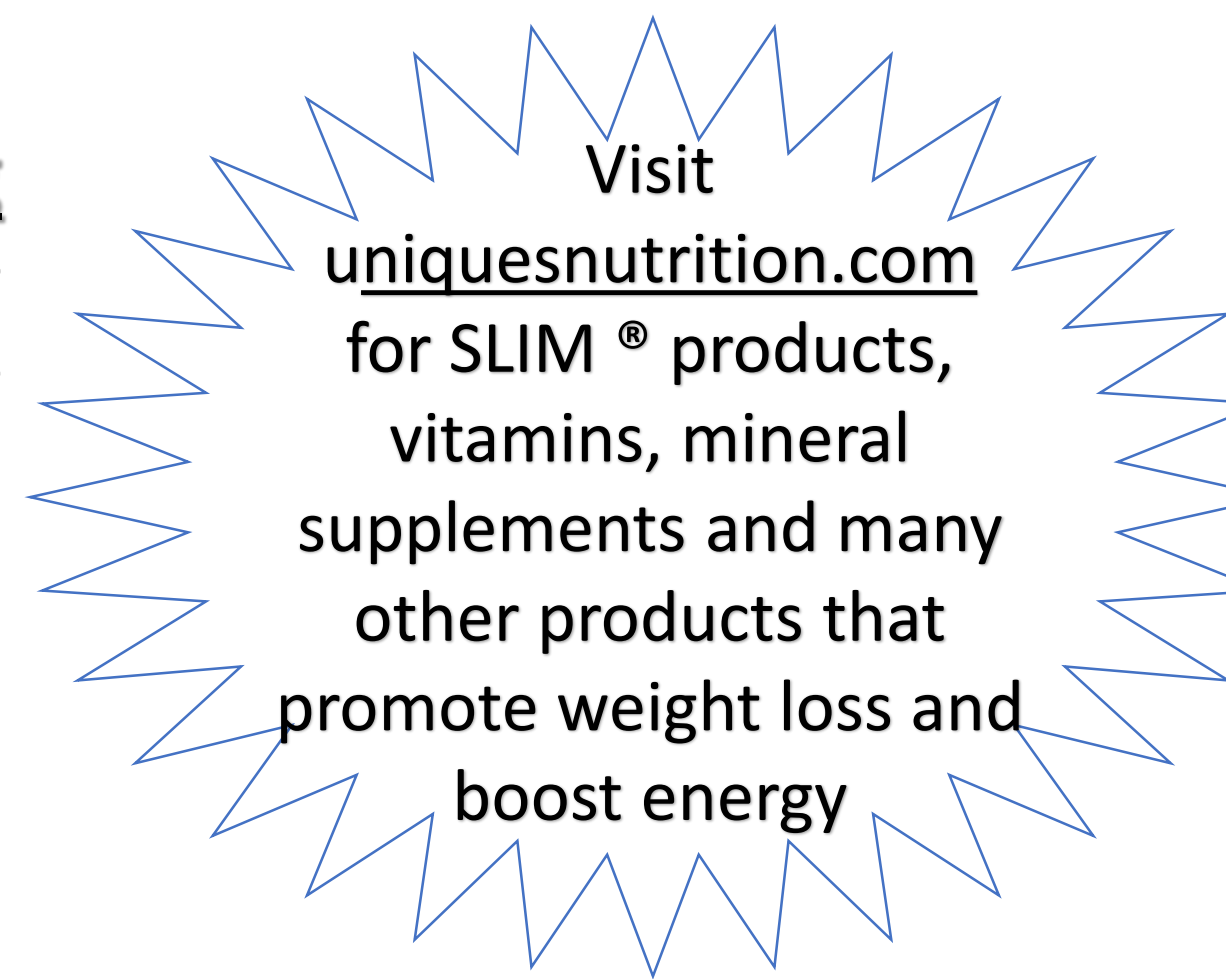 Visit
uniquesnutrition.com
for SLIM ® products,
vitamins, mineral
supplements and many
other products that
promote weight loss and
boost energy